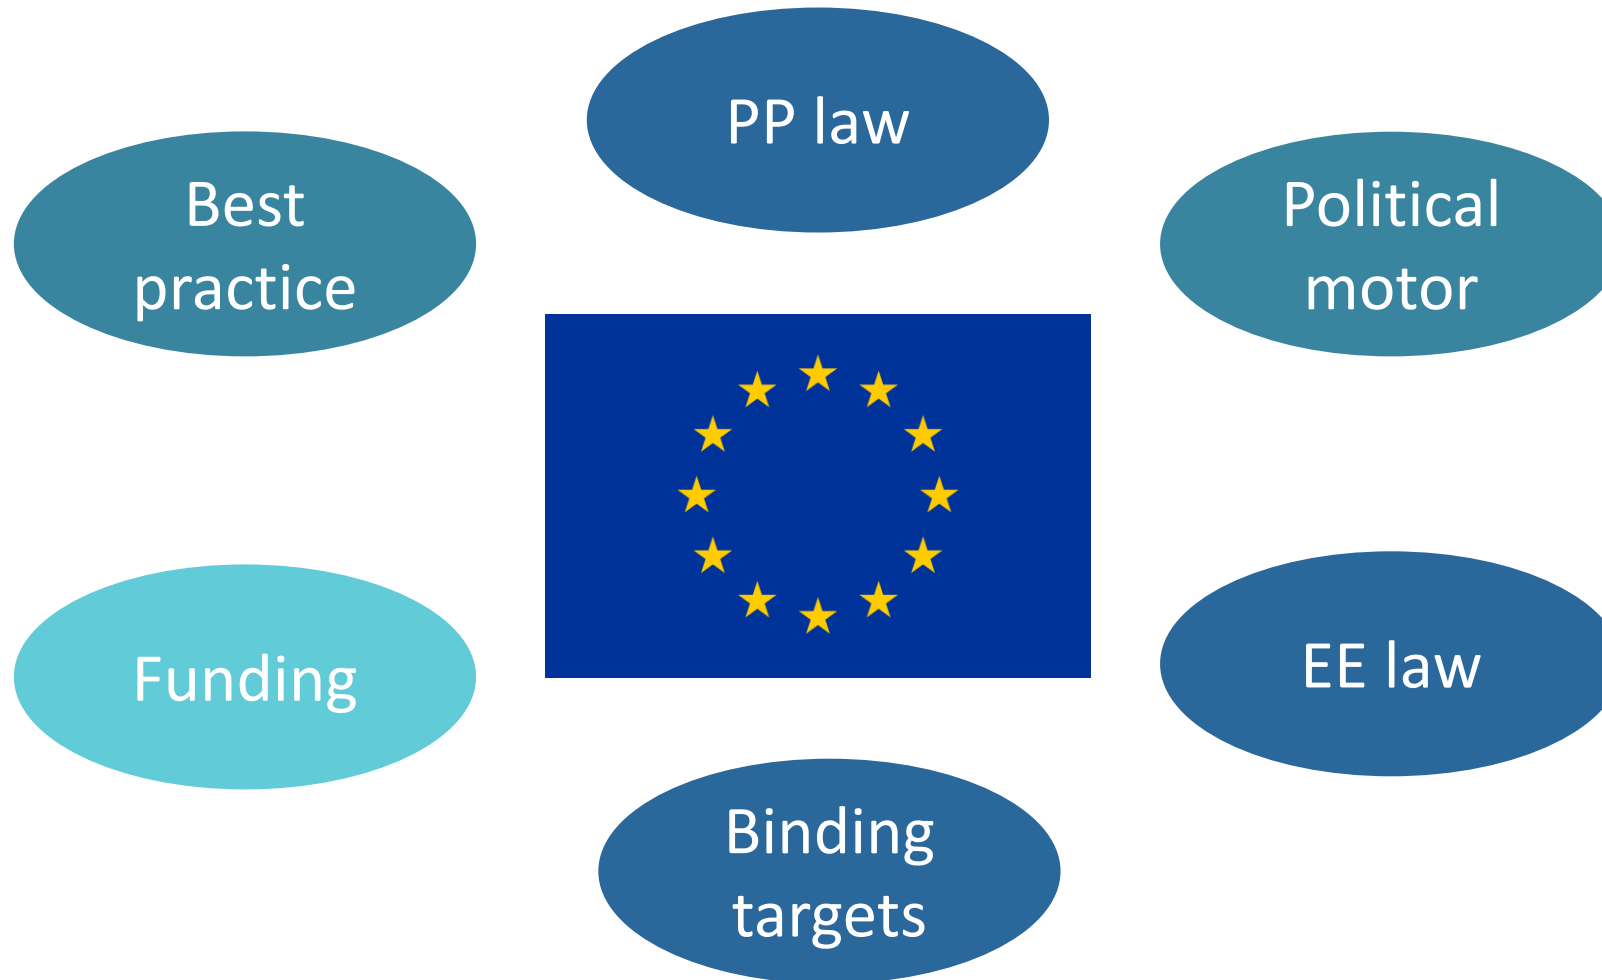 PP law
Best
practice
Political
motor
Funding
EE law
Binding
targets